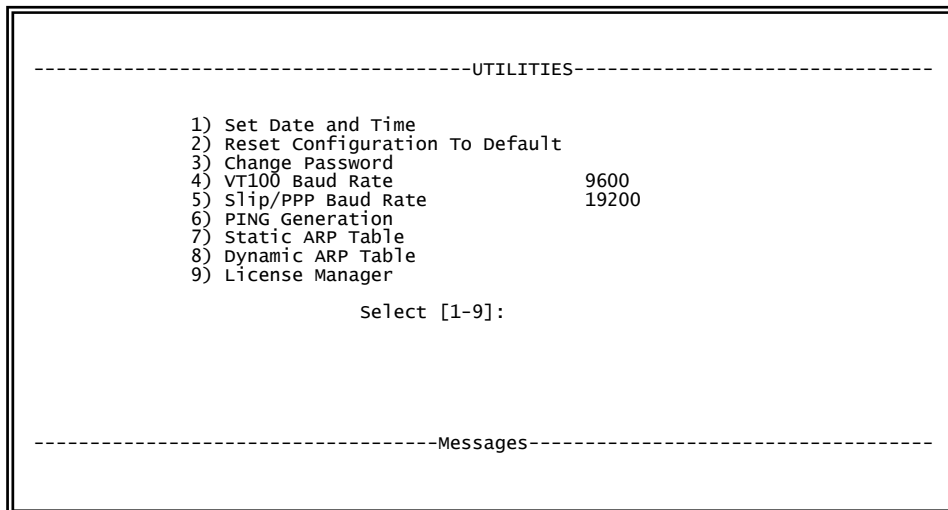 ---------------------------------------UTILITIES--------------------------------
1) Set Date and Time
2) Reset Configuration To Default
3) Change Password
4) VT100 Baud Rate 9600
5) Slip/PPP Baud Rate 19200
6) PING Generation
7) Static ARP Table
8) Dynamic ARP Table
9) License Manager
Select [1-9]:
------------------------------------Messages------------------------------------